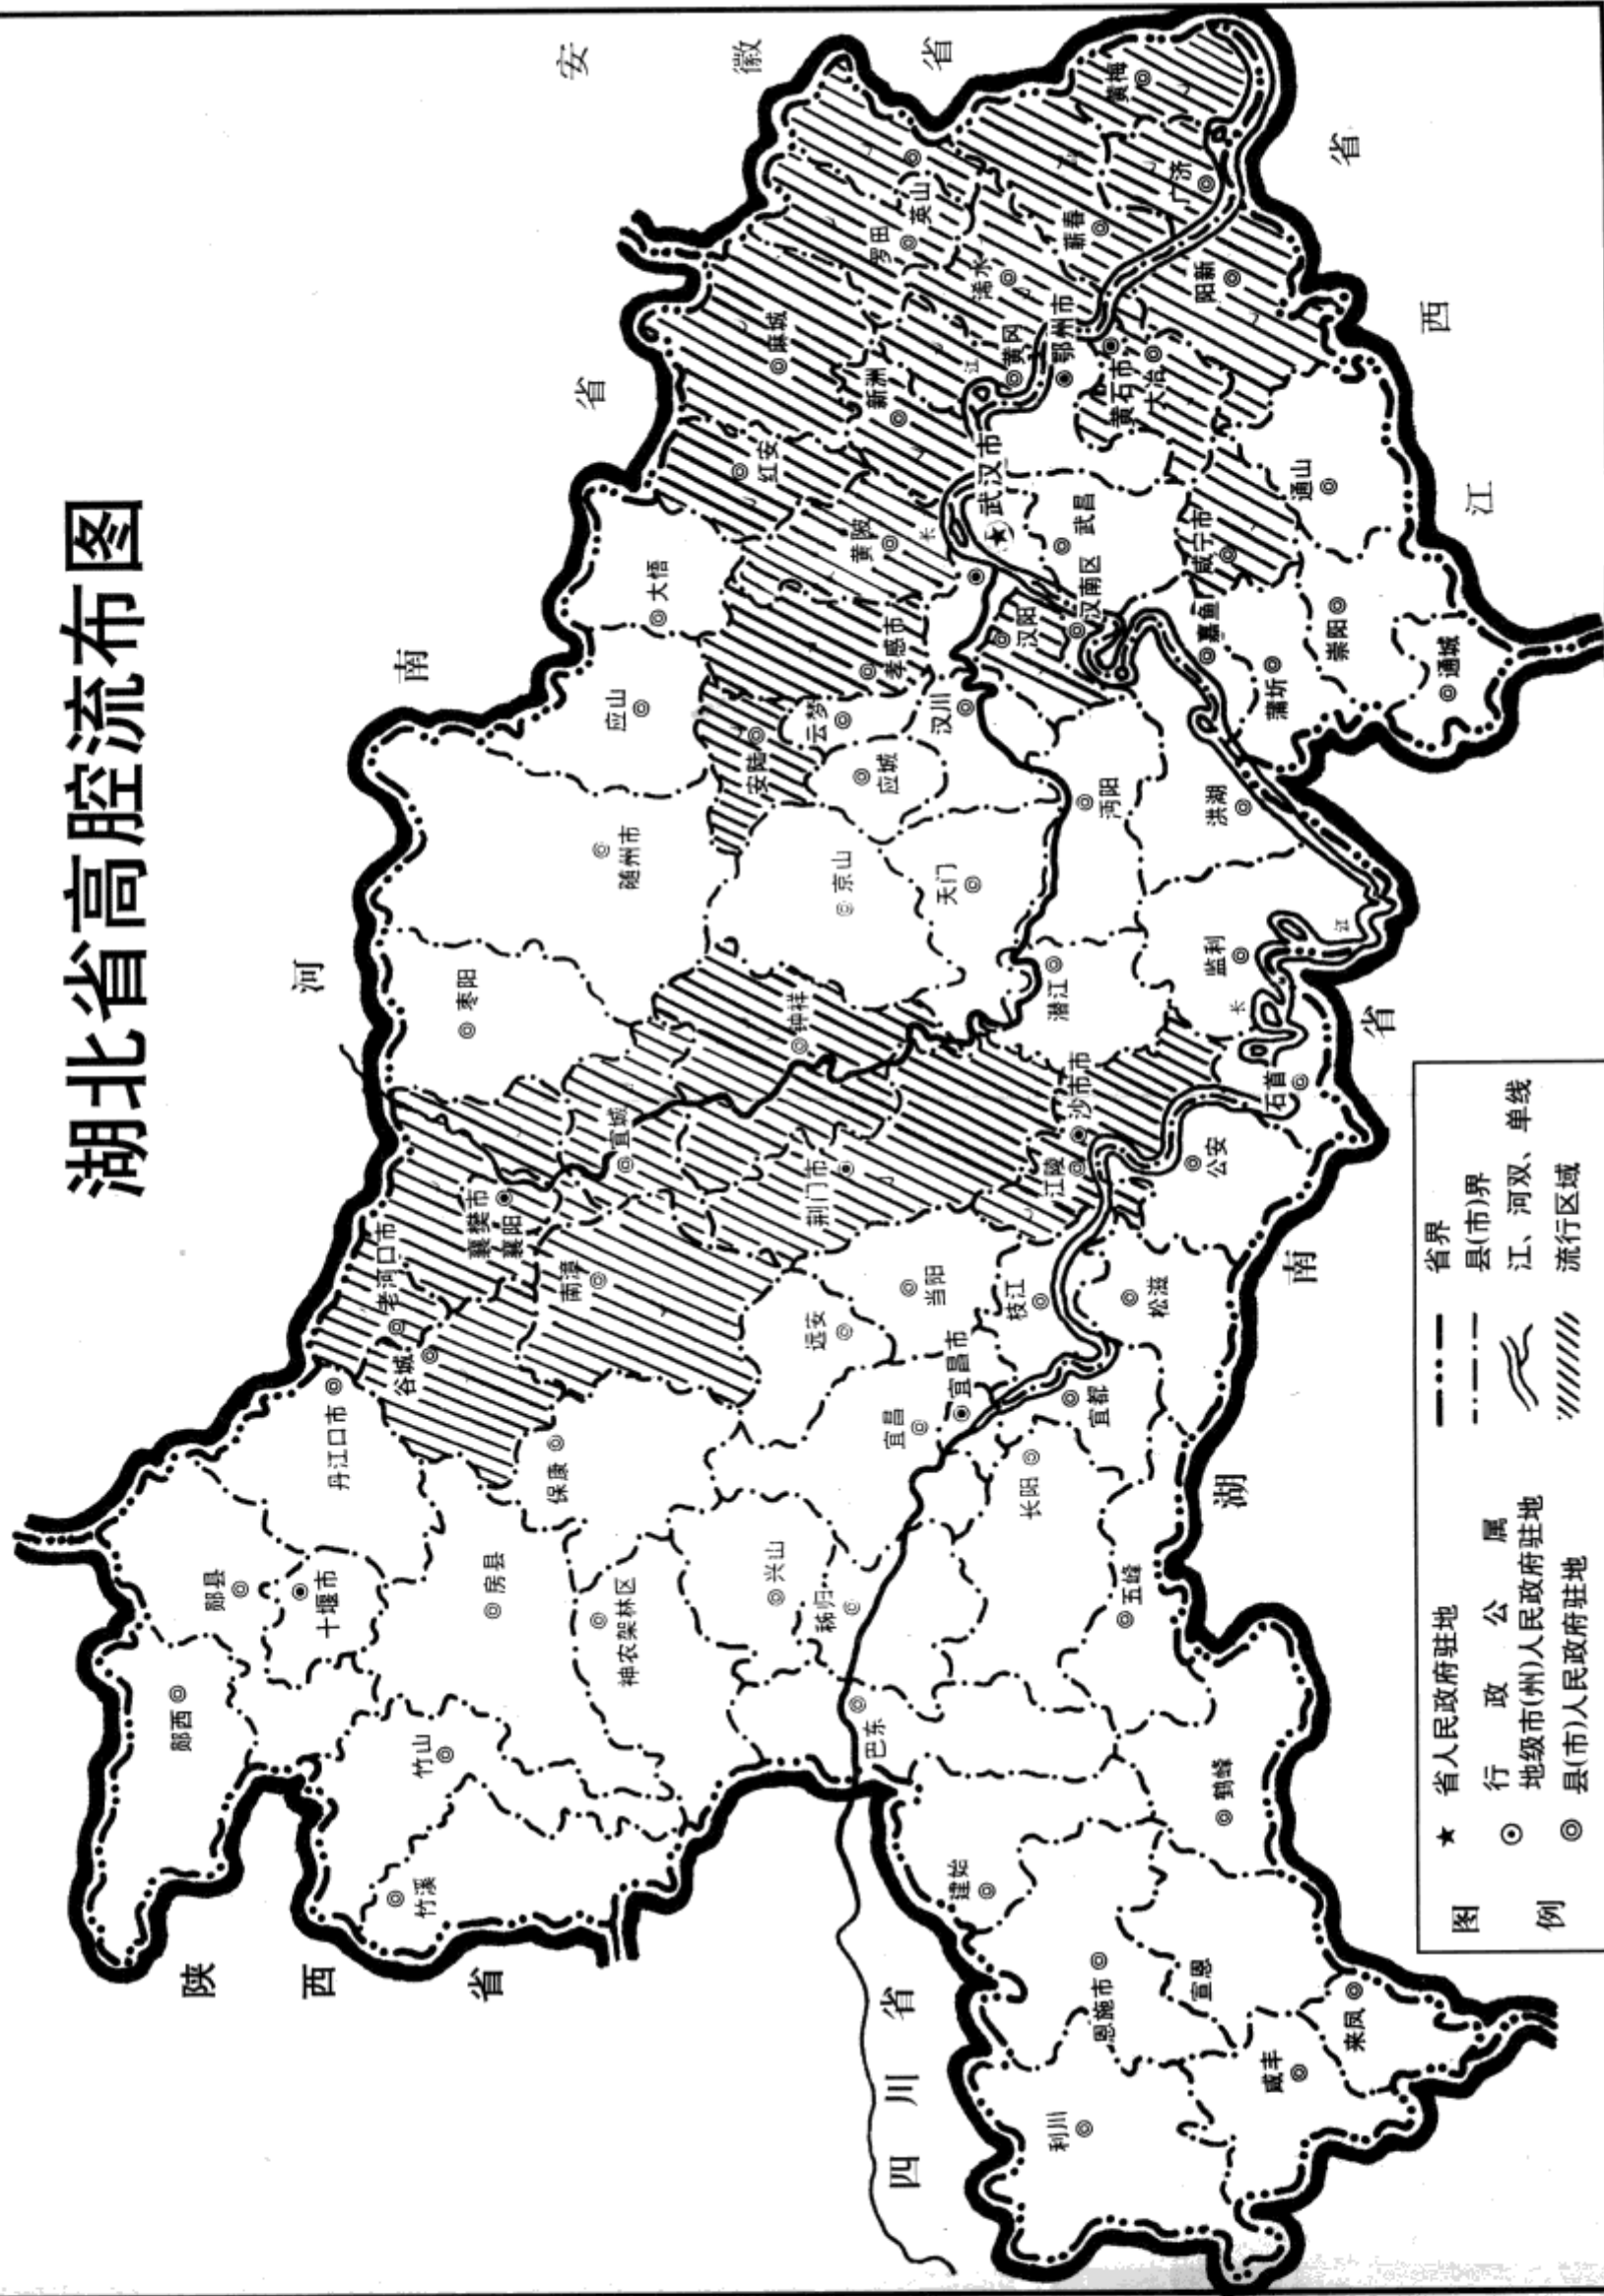 湖北省高腔流布图
陕
西
省
河
南
省
安
徽
省
江
西
省
湖
南
省
四
川
省
郧西
郧县
十堰市
丹江口市
竹溪
竹山
房县
神农架林区
保康
谷城
老河口市
襄樊市
襄阳
南漳
宜城
枣阳
随州市
应山
大悟
红安
麻城
罗田
英山
新洲
黄陂
孝感市
安陆
云梦
应城
汉川
京山
天门
钟祥
荆门市
远安
当阳
兴山
秭归
巴东
宜昌
宜昌市
长阳
宜都
枝江
松滋
江陵
沙市市
公安
石首
潜江
监利
沔阳
洪湖
汉阳
汉南区
武汉市
武昌
黄冈
鄂州市
浠水
蕲春
广济
黄梅
黄石市
大冶
阳新
咸宁市
嘉鱼
蒲圻
通山
崇阳
通城
五峰
鹤峰
建始
恩施市
宣恩
利川
咸丰
来凤
长
江
长
江
图例
省人民政府驻地
行政公属
地级市(州)人民政府驻地
县(市)人民政府驻地
省界
县(市)界
江、河双、单线
流行区域